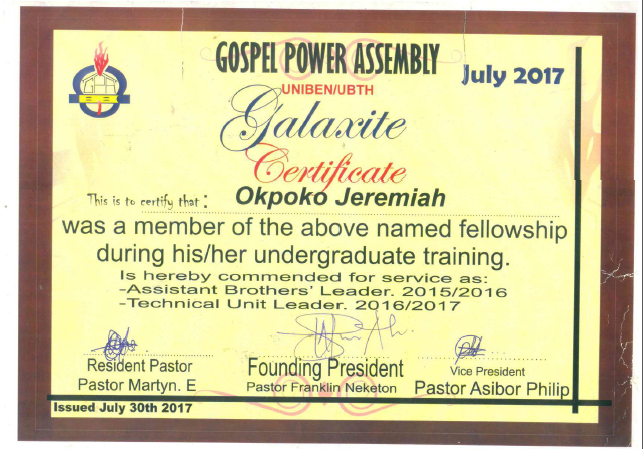 GOSPEL POWER ASSEMBLY
July 2017
UNIBEN/UBTH
Galaxite
Certificate
This is to certify that : Okpoko Jeremiah
was a member of the above named fellowship
during his/her undergraduate training.
Is hereby commended for service as:
-Assistant Brothers' Leader. 2015/2016
-Technical Unit Leader. 2016/2017
Resident Pastor
Pastor Martyn. E
Founding President
Pastor Franklin Neketon
Vice President
Pastor Asibor Philip
Issued July 30th 2017